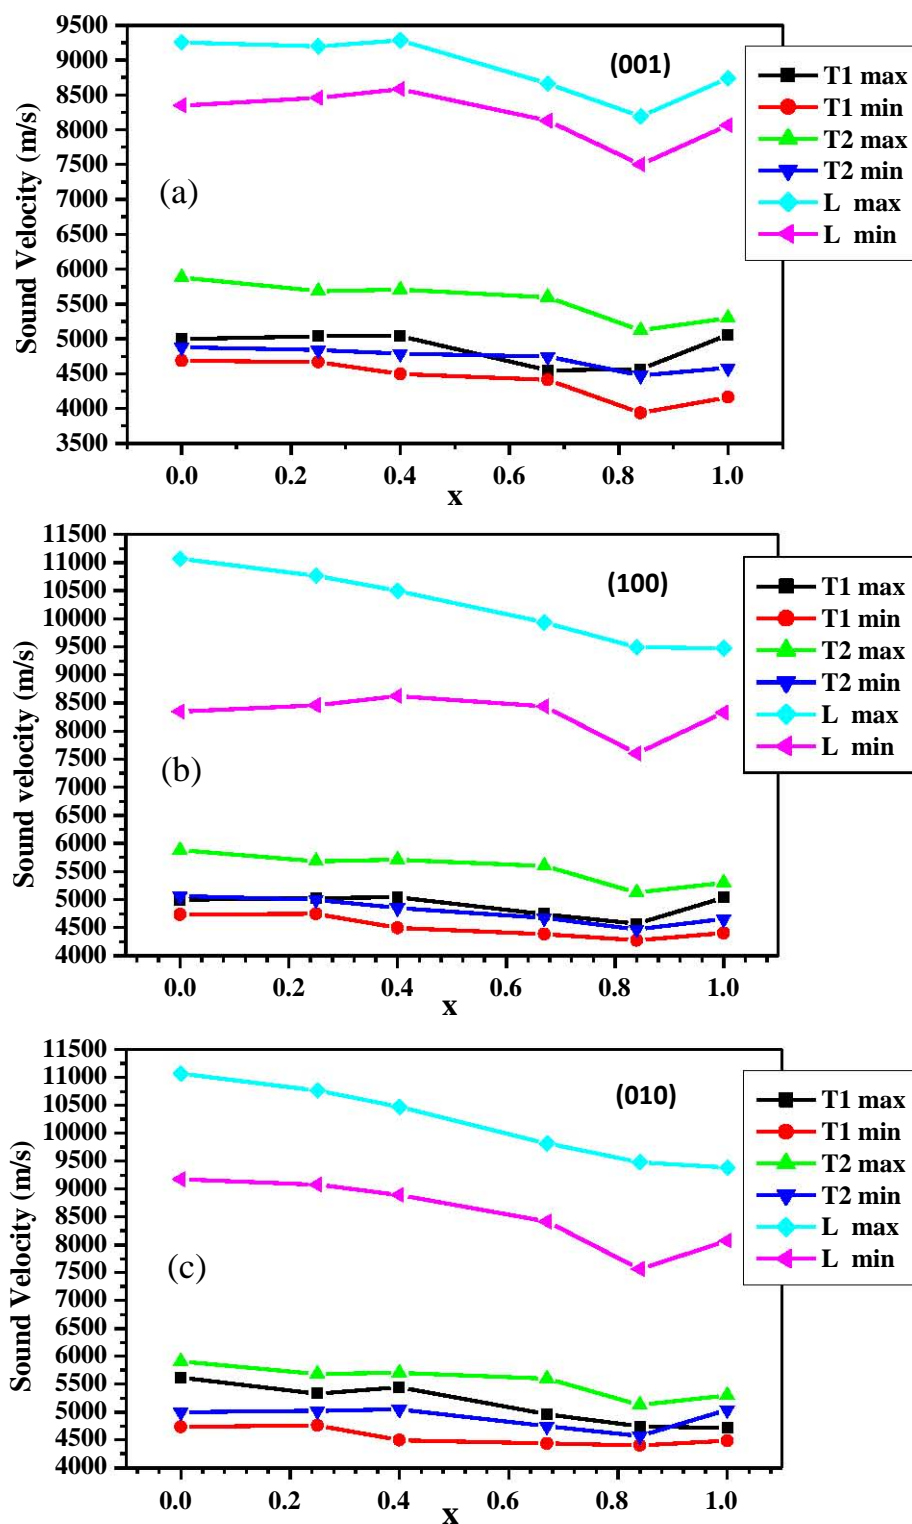 9500
9000
8500
8000
7500
7000
6500
6000
5500
5000
4500
4000
3500
Sound Velocity (m/s)
(001)
(a)
T1 max
T1 min
T2 max
T2 min
L max
L min
0.0 0.2 0.4 0.6 0.8 1.0
x
11500
11000
10500
10000
9500
9000
8500
8000
7500
7000
6500
6000
5500
5000
4500
4000
Sound velocity (m/s)
(100)
(b)
T1 max
T1 min
T2 max
T2 min
L max
L min
0.0 0.2 0.4 0.6 0.8 1.0
x
11500
11000
10500
10000
9500
9000
8500
8000
7500
7000
6500
6000
5500
5000
4500
4000
Sound Velocity (m/s)
(010)
(c)
T1 max
T1 min
T2 max
T2 min
L max
L min
0.0 0.2 0.4 0.6 0.8 1.0
x